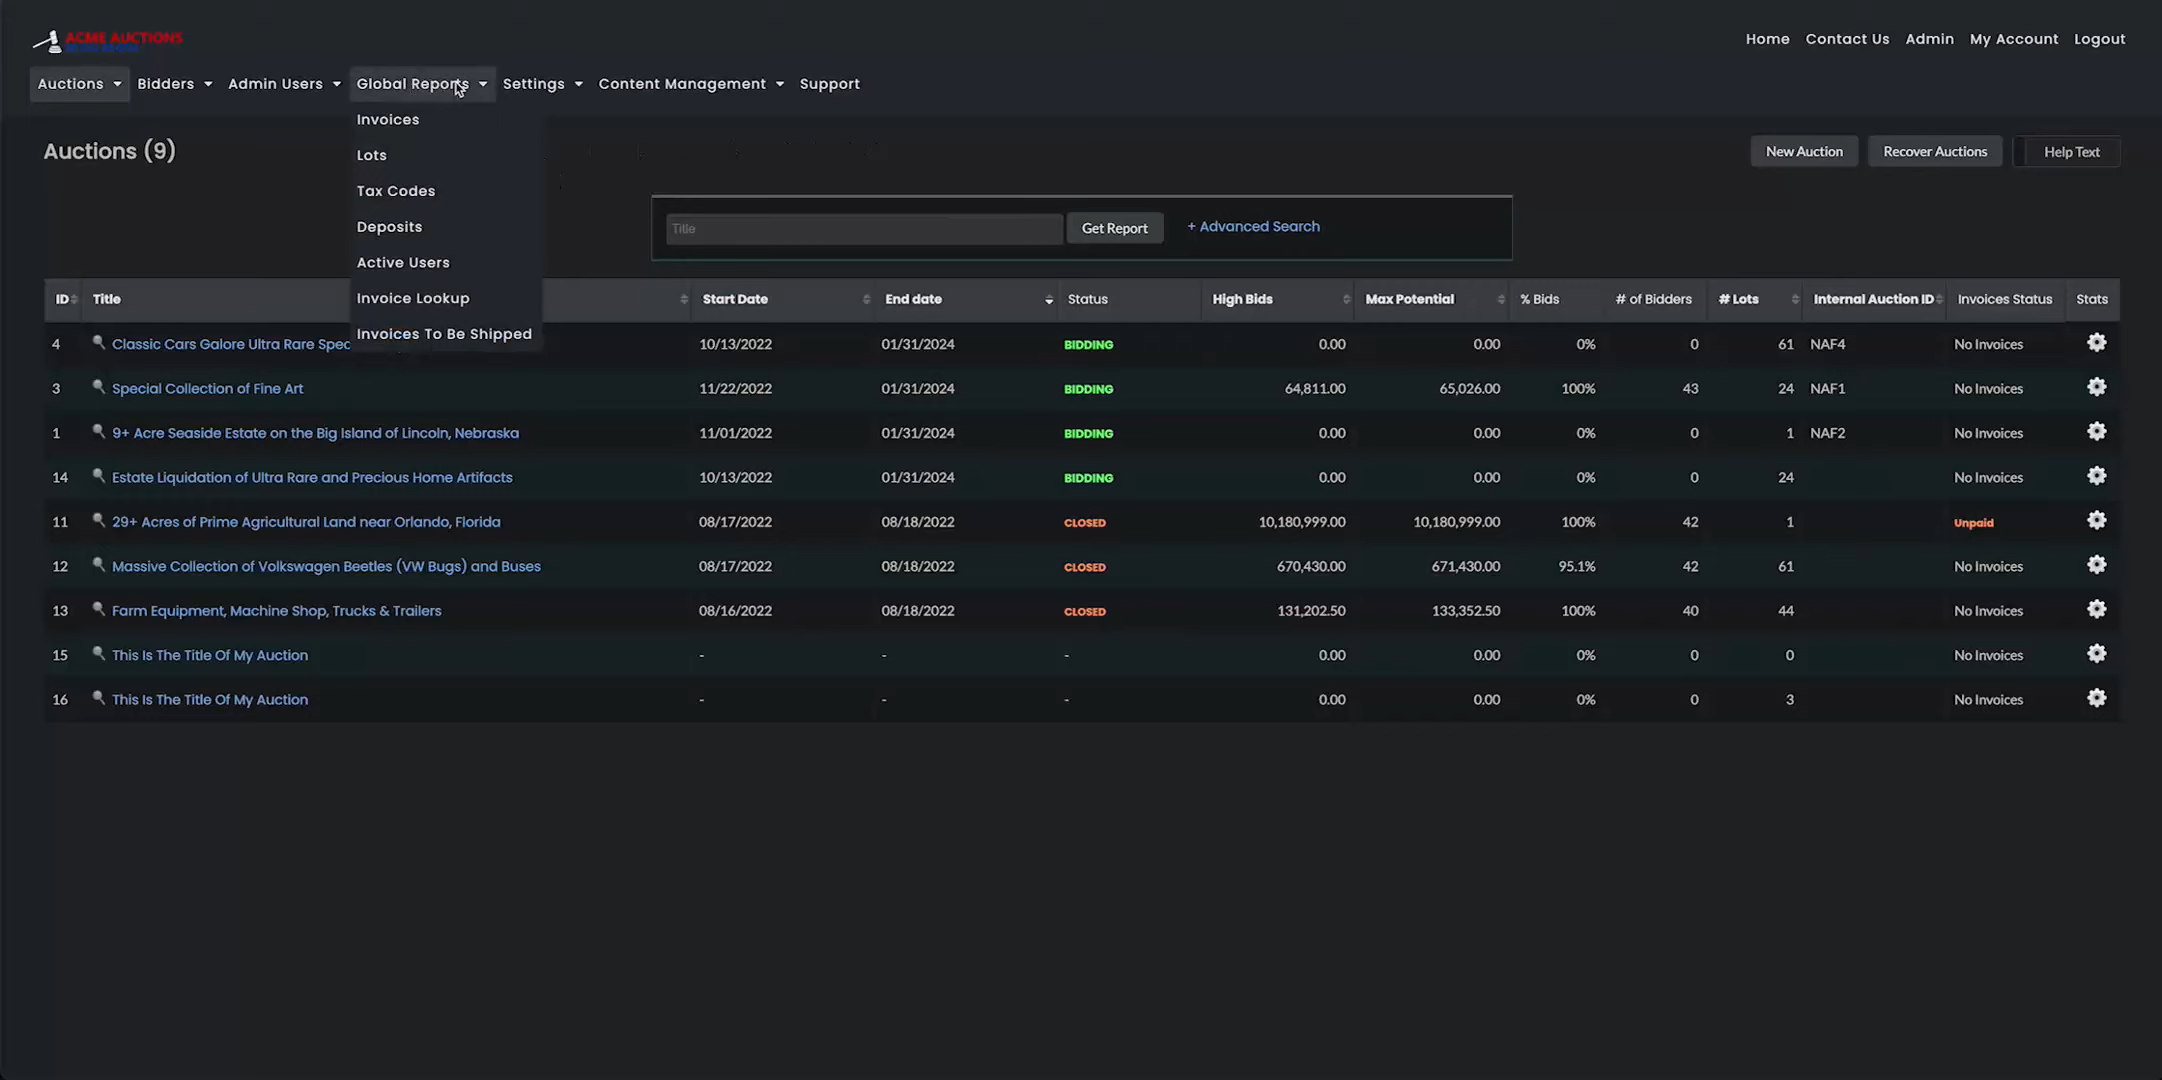 ACME AUCTIONS
Home Contact Us Admin My Account Logout
Auctions Bidders Admin Users Global Reports Settings Content Management Support
Invoices
Lots
Tax Codes
Deposits
Active Users
Invoice Lookup
Invoices To Be Shipped
Auctions (9)
New Auction Recover Auctions Help Text
Title Get Report + Advanced Search
ID Title Start Date End date Status High Bids Max Potential % Bids # of Bidders # Lots Internal Auction ID Invoices Status Stats
4 Classic Cars Galore Ultra Rare 10/13/2022 01/31/2024 BIDDING 0.00 0.00 0% 0 61 NAF4 No Invoices
3 Special Collection of Fine Art 11/22/2022 01/31/2024 BIDDING 64,811.00 65,026.00 100% 43 24 NAF1 No Invoices
1 9+ Acre Seaside Estate on the Big Island of Lincoln, Nebraska 11/01/2022 01/31/2024 BIDDING 0.00 0.00 0% 0 1 NAF2 No Invoices
14 Estate Liquidation of Ultra Rare and Precious Home Artifacts 10/13/2022 01/31/2024 BIDDING 0.00 0.00 0% 0 24 No Invoices
11 29+ Acres of Prime Agricultural Land near Orlando, Florida 08/17/2022 08/18/2022 CLOSED 10,180,999.00 10,180,999.00 100% 42 1 Unpaid
12 Massive Collection of Volkswagen Beetles (VW Bugs) and Buses 08/17/2022 08/18/2022 CLOSED 670,430.00 671,430.00 95.1% 42 61 No Invoices
13 Farm Equipment, Machine Shop, Trucks & Trailers 08/16/2022 08/18/2022 CLOSED 131,202.50 133,352.50 100% 40 44 No Invoices
15 This Is The Title Of My Auction - - - 0.00 0.00 0% 0 0 No Invoices
16 This Is The Title Of My Auction - - - 0.00 0.00 0% 0 3 No Invoices